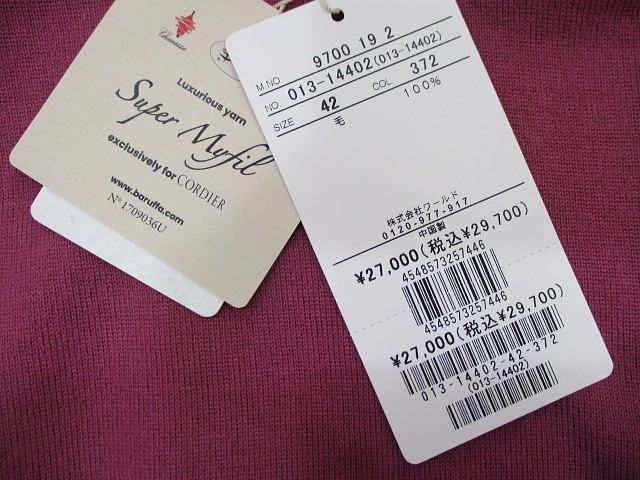 Luxurious yarn
Super Myfil
exclusively for CORDIER
www.baruffa.com
N° 1709036U
M.NO 9700 19 2
NO. 013-14402(013-14402)
SIZE 42 COL 372
毛 100%
株式会社ワールド
0120-977-917
中国製
¥27,000(税込¥29,700)
4548573257446
4548573257446
¥27,000(税込¥29,700)
013-14402-42-372
(013-14402)